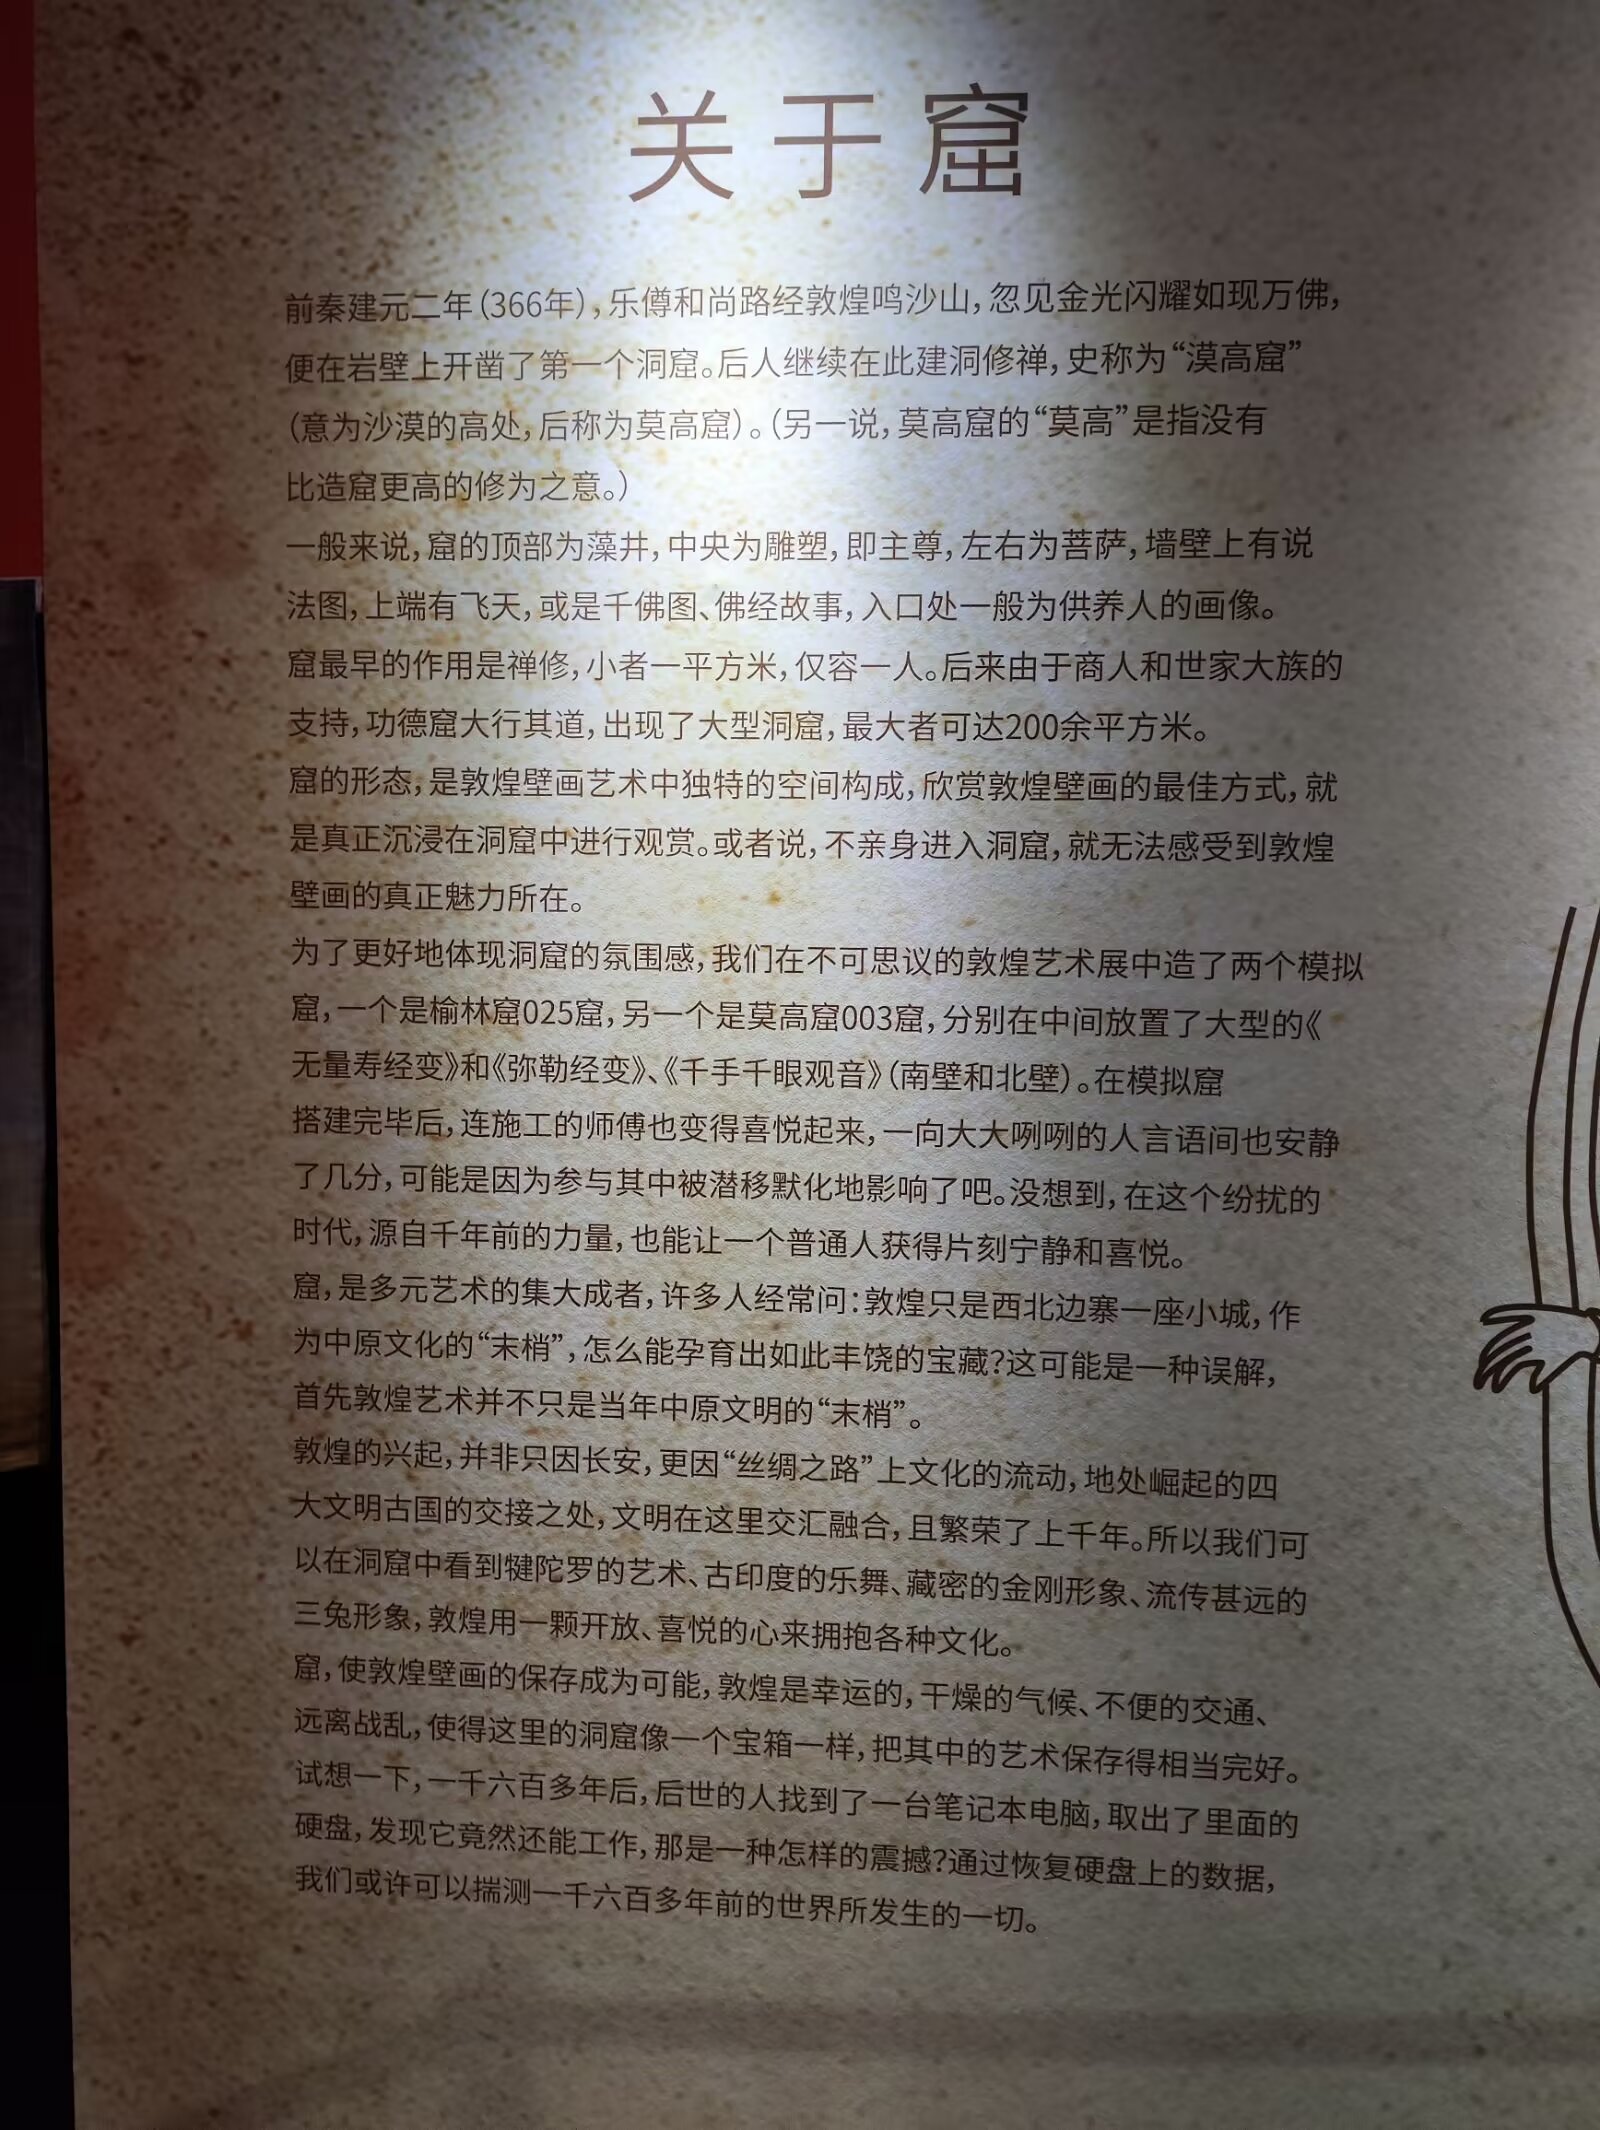 关于窟
前秦建元二年（366年），乐僔和尚路经敦煌鸣沙山，忽见金光闪耀如现万佛，
便在岩壁上开凿了第一个洞窟。后人继续在此建洞修禅，史称为“漠高窟”
（意为沙漠的高处，后称为莫高窟）。（另一说，莫高窟的“莫高”是指没有
比造窟更高的修为之意。）
一般来说，窟的顶部为藻井，中央为雕塑，即主尊，左右为菩萨，墙壁上有说
法图，上端有飞天，或是千佛图、佛经故事，入口处一般为供养人的画像。
窟最早的作用是禅修，小者一平方米，仅容一人。后来由于商人和世家大族的
支持，功德窟大行其道，出现了大型洞窟，最大者可达200余平方米。
窟的形态，是敦煌壁画艺术中独特的空间构成，欣赏敦煌壁画的最佳方式，就
是真正沉浸在洞窟中进行观赏。或者说，不亲身进入洞窟，就无法感受到敦煌
壁画的真正魅力所在。
为了更好地体现洞窟的氛围感，我们在不可思议的敦煌艺术展中造了两个模拟
窟，一个是榆林窟025窟，另一个是莫高窟003窟，分别在中间放置了大型的《
无量寿经变》和《弥勒经变》、《千手千眼观音》（南壁和北壁）。在模拟窟
搭建完毕后，连施工的师傅也变得喜悦起来，一向大大咧咧的人言语间也安静
了几分，可能是因为参与其中被潜移默化地影响了吧。没想到，在这个纷扰的
时代，源自千年前的力量，也能让一个普通人获得片刻宁静和喜悦。
窟，是多元艺术的集大成者，许多人经常问：敦煌只是西北边寨一座小城，作
为中原文化的“末梢”，怎么能孕育出如此丰饶的宝藏？这可能是一种误解，
首先敦煌艺术并不只是当年中原文明的“末梢”。
敦煌的兴起，并非只因长安，更因“丝绸之路”上文化的流动，地处崛起的四
大文明古国的交接之处，文明在这里交汇融合，且繁荣了上千年。所以我们可
以在洞窟中看到犍陀罗的艺术、古印度的乐舞、藏密的金刚形象、流传甚远的
三兔形象，敦煌用一颗开放、喜悦的心来拥抱各种文化。
窟，使敦煌壁画的保存成为可能，敦煌是幸运的，干燥的气候、不便的交通、
远离战乱，使得这里的洞窟像一个宝箱一样，把其中的艺术保存得相当完好。
试想一下，一千六百多年后，后世的人找到了一台笔记本电脑，取出了里面的
硬盘，发现它竟然还能工作，那是一种怎样的震撼？通过恢复硬盘上的数据，
我们或许可以揣测一千六百多年前的世界所发生的一切。